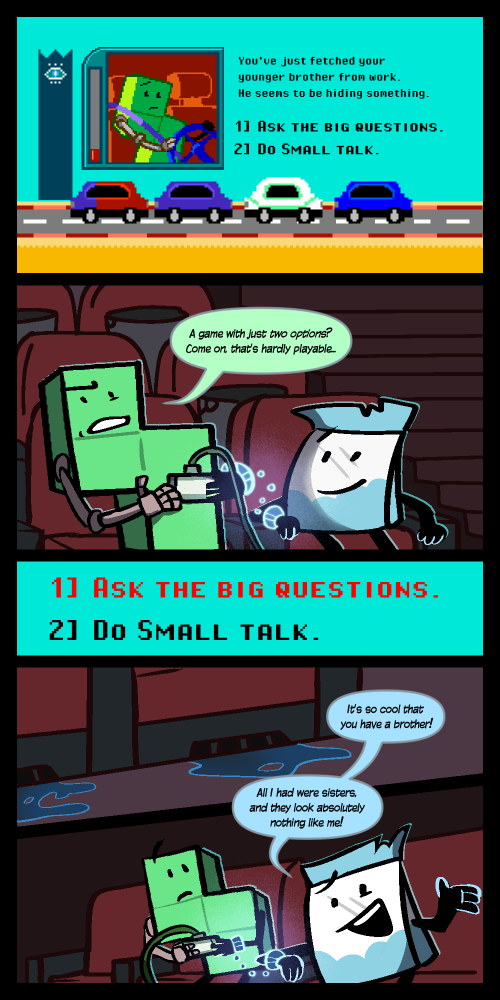 You've just fetched your
younger brother from work.
He seems to be hiding something.
1] Ask the big questions.
2] Do Small talk.
A game with just two options?
Come on, that's hardly playable...
1] Ask the big questions.
2] Do Small talk.
It's so cool that
you have a brother!
All I had were sisters,
and they look absolutely
nothing like me!